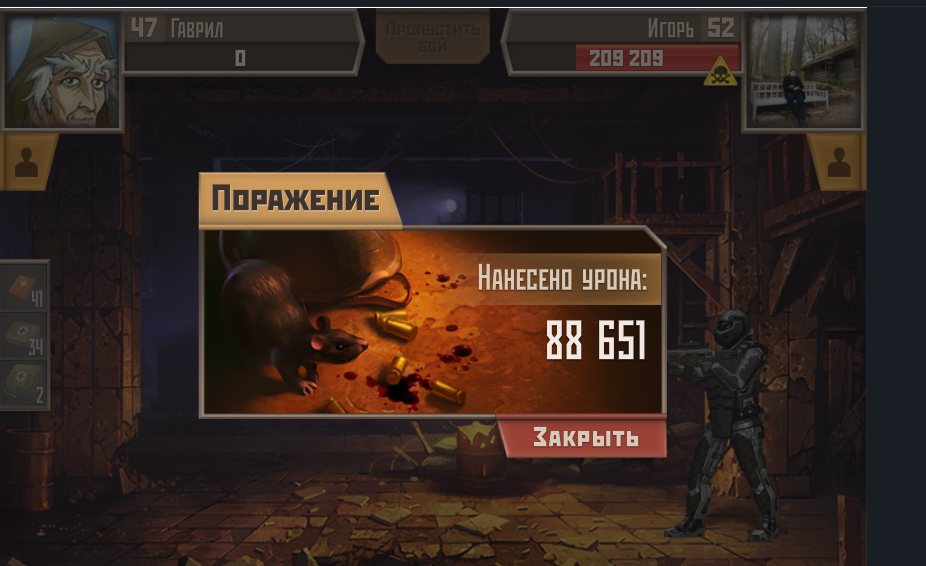 47 Гаврил
0
Пропустить
бой
Игорь 52
209 209
Поражение
Нанесено урона:
88 651
41
34
2
Закрыть